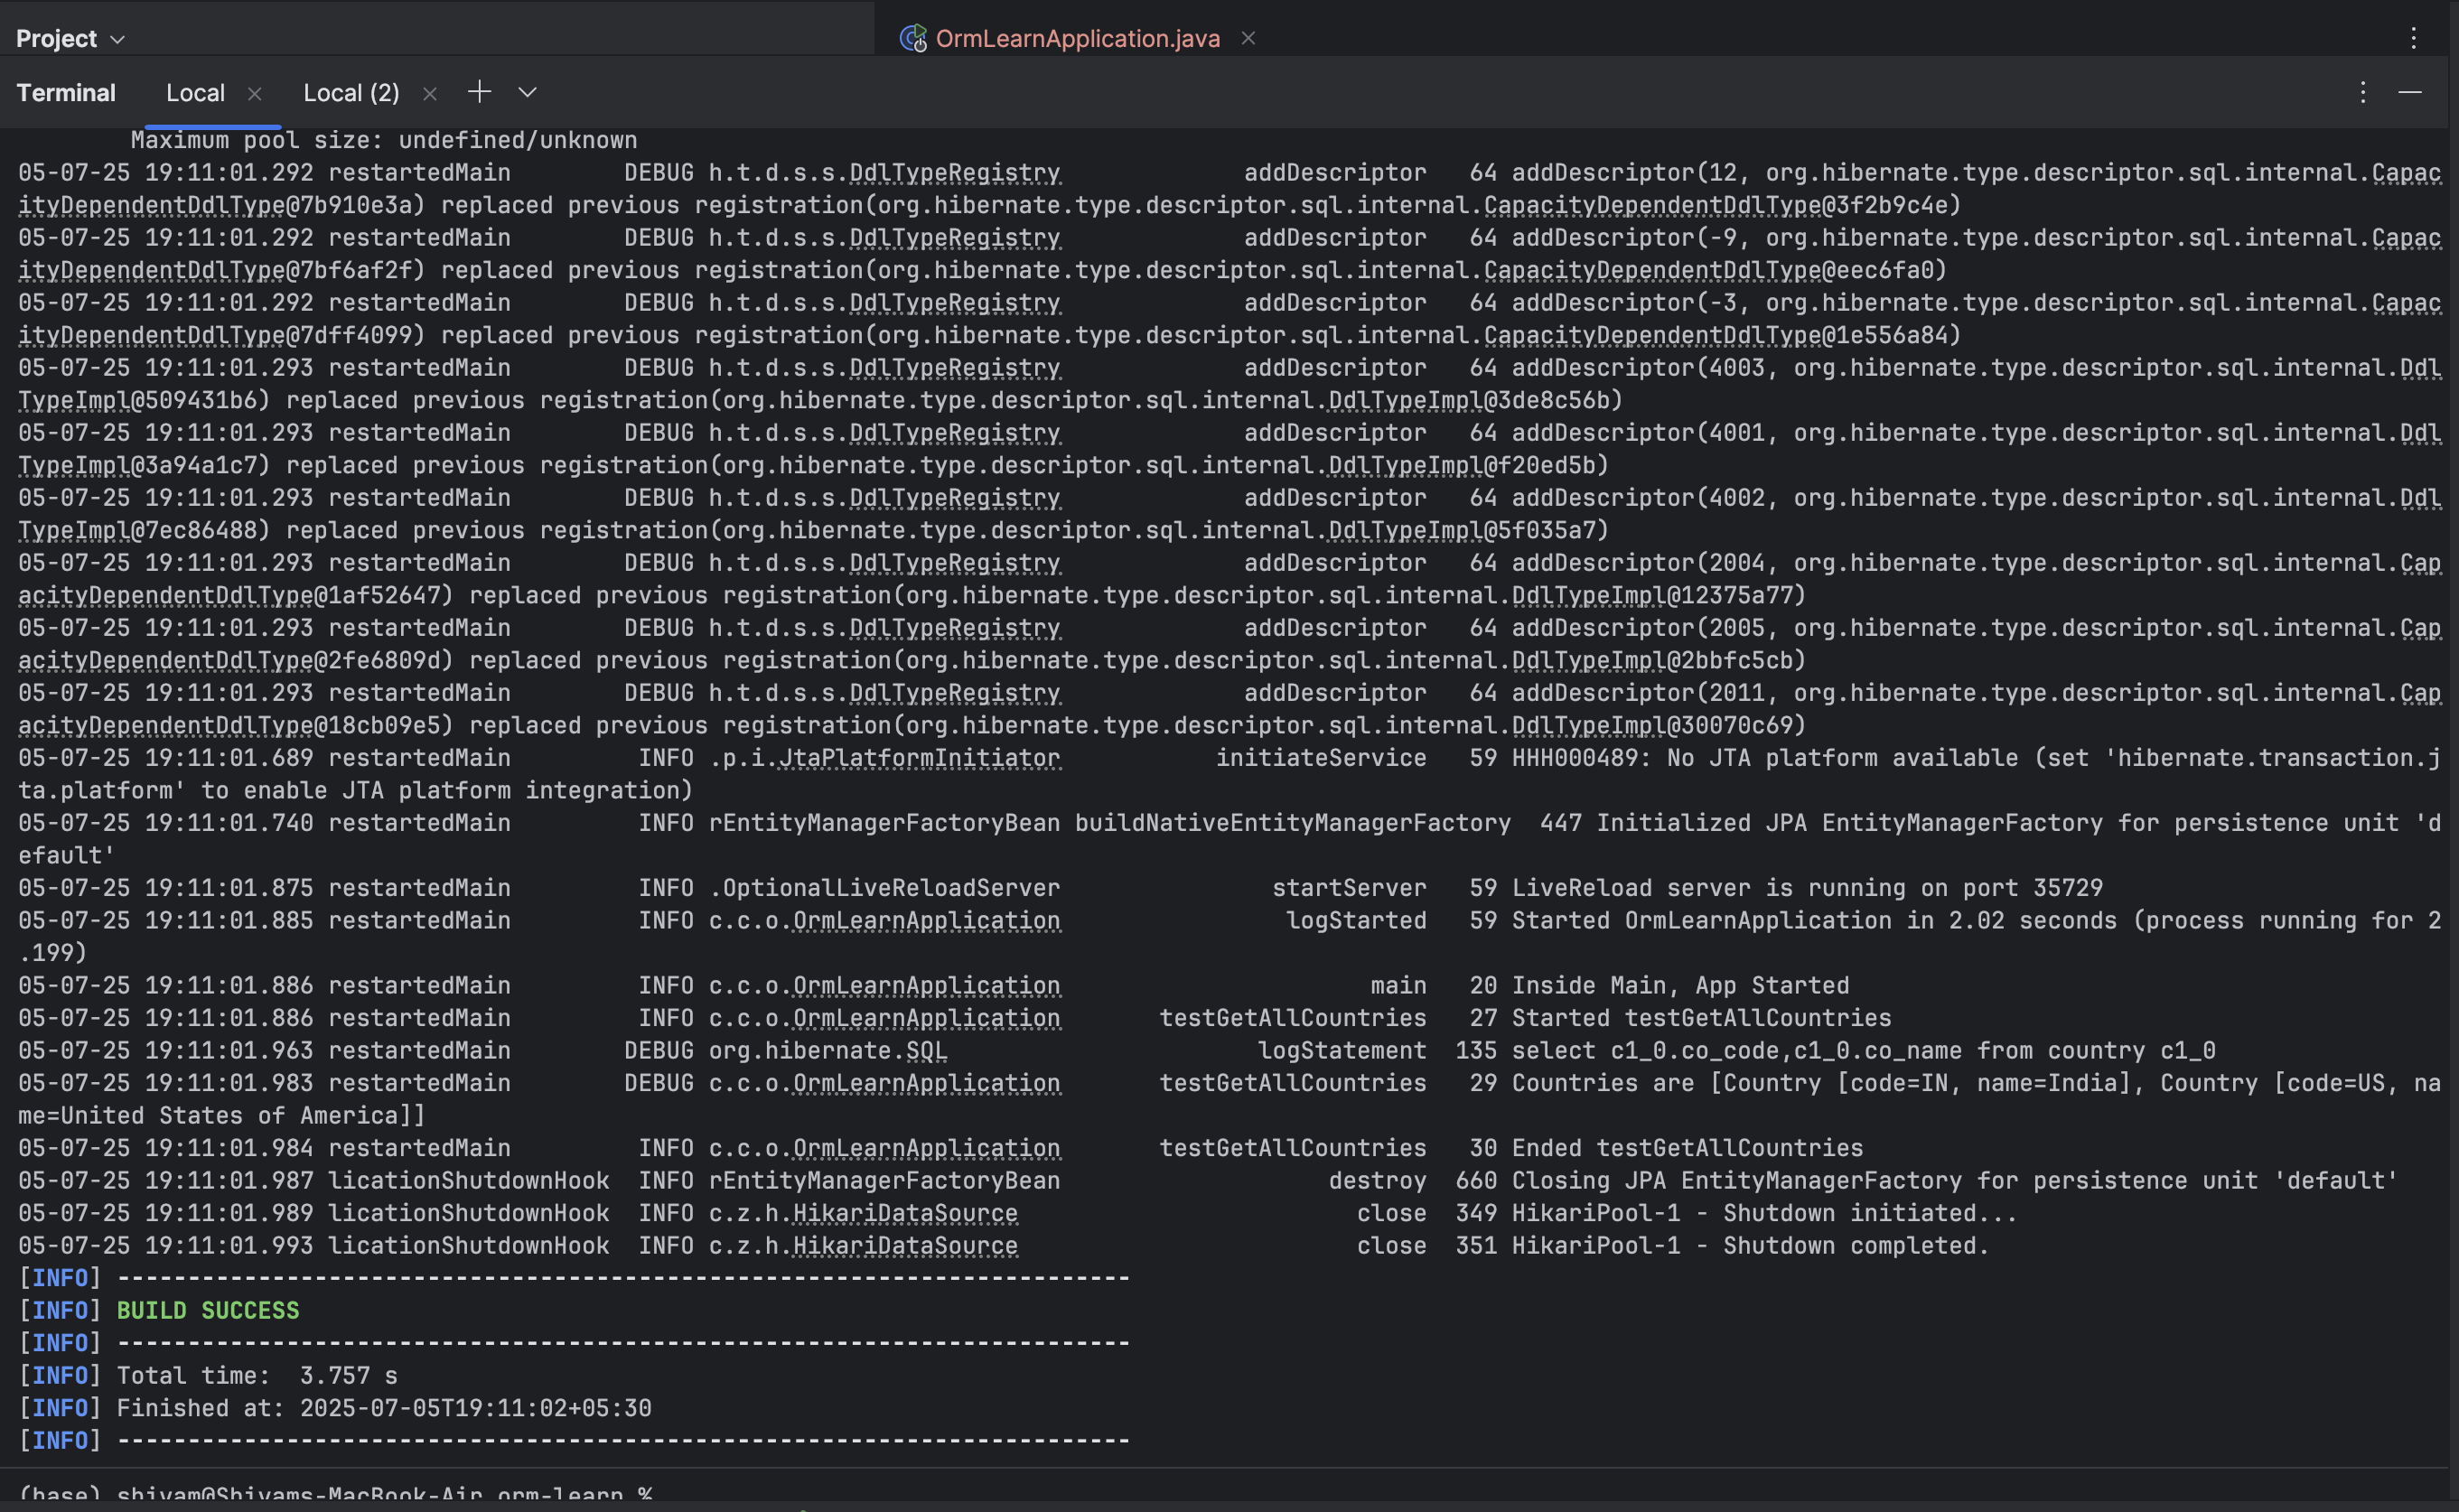 Project
OrmLearnApplication.java
Terminal Local Local (2)
Maximum pool size: undefined/unknown
05-07-25 19:11:01.292 restartedMain DEBUG h.t.d.s.s.DdlTypeRegistry addDescriptor 64 addDescriptor(12, org.hibernate.type.descriptor.sql.internal.Capac
ityDependentDdlType@7b910e3a) replaced previous registration(org.hibernate.type.descriptor.sql.internal.CapacityDependentDdlType@3f2b9c4e)
05-07-25 19:11:01.292 restartedMain DEBUG h.t.d.s.s.DdlTypeRegistry addDescriptor 64 addDescriptor(-9, org.hibernate.type.descriptor.sql.internal.Capac
ityDependentDdlType@7bf6af2f) replaced previous registration(org.hibernate.type.descriptor.sql.internal.CapacityDependentDdlType@eec6fa0)
05-07-25 19:11:01.292 restartedMain DEBUG h.t.d.s.s.DdlTypeRegistry addDescriptor 64 addDescriptor(-3, org.hibernate.type.descriptor.sql.internal.Capac
ityDependentDdlType@7dff4099) replaced previous registration(org.hibernate.type.descriptor.sql.internal.CapacityDependentDdlType@1e556a84)
05-07-25 19:11:01.293 restartedMain DEBUG h.t.d.s.s.DdlTypeRegistry addDescriptor 64 addDescriptor(4003, org.hibernate.type.descriptor.sql.internal.Ddl
TypeImpl@509431b6) replaced previous registration(org.hibernate.type.descriptor.sql.internal.DdlTypeImpl@3de8c56b)
05-07-25 19:11:01.293 restartedMain DEBUG h.t.d.s.s.DdlTypeRegistry addDescriptor 64 addDescriptor(4001, org.hibernate.type.descriptor.sql.internal.Ddl
TypeImpl@3a94a1c7) replaced previous registration(org.hibernate.type.descriptor.sql.internal.DdlTypeImpl@f20ed5b)
05-07-25 19:11:01.293 restartedMain DEBUG h.t.d.s.s.DdlTypeRegistry addDescriptor 64 addDescriptor(4002, org.hibernate.type.descriptor.sql.internal.Ddl
TypeImpl@7ec86488) replaced previous registration(org.hibernate.type.descriptor.sql.internal.DdlTypeImpl@5f035a7)
05-07-25 19:11:01.293 restartedMain DEBUG h.t.d.s.s.DdlTypeRegistry addDescriptor 64 addDescriptor(2004, org.hibernate.type.descriptor.sql.internal.Cap
acityDependentDdlType@1af52647) replaced previous registration(org.hibernate.type.descriptor.sql.internal.DdlTypeImpl@12375a77)
05-07-25 19:11:01.293 restartedMain DEBUG h.t.d.s.s.DdlTypeRegistry addDescriptor 64 addDescriptor(2005, org.hibernate.type.descriptor.sql.internal.Cap
acityDependentDdlType@2fe6809d) replaced previous registration(org.hibernate.type.descriptor.sql.internal.DdlTypeImpl@2bbfc5cb)
05-07-25 19:11:01.293 restartedMain DEBUG h.t.d.s.s.DdlTypeRegistry addDescriptor 64 addDescriptor(2011, org.hibernate.type.descriptor.sql.internal.Cap
acityDependentDdlType@18cb09e5) replaced previous registration(org.hibernate.type.descriptor.sql.internal.DdlTypeImpl@30070c69)
05-07-25 19:11:01.689 restartedMain INFO .p.i.JtaPlatformInitiator initiateService 59 HHH000489: No JTA platform available (set 'hibernate.transaction.j
ta.platform' to enable JTA platform integration)
05-07-25 19:11:01.740 restartedMain INFO rEntityManagerFactoryBean buildNativeEntityManagerFactory 447 Initialized JPA EntityManagerFactory for persistence unit 'd
efault'
05-07-25 19:11:01.875 restartedMain INFO .OptionalLiveReloadServer startServer 59 LiveReload server is running on port 35729
05-07-25 19:11:01.885 restartedMain INFO c.c.o.OrmLearnApplication logStarted 59 Started OrmLearnApplication in 2.02 seconds (process running for 2
.199)
05-07-25 19:11:01.886 restartedMain INFO c.c.o.OrmLearnApplication main 20 Inside Main, App Started
05-07-25 19:11:01.886 restartedMain INFO c.c.o.OrmLearnApplication testGetAllCountries 27 Started testGetAllCountries
05-07-25 19:11:01.963 restartedMain DEBUG org.hibernate.SQL logStatement 135 select c1_0.co_code,c1_0.co_name from country c1_0
05-07-25 19:11:01.983 restartedMain DEBUG c.c.o.OrmLearnApplication testGetAllCountries 29 Countries are [Country [code=IN, name=India], Country [code=US, na
me=United States of America]]
05-07-25 19:11:01.984 restartedMain INFO c.c.o.OrmLearnApplication testGetAllCountries 30 Ended testGetAllCountries
05-07-25 19:11:01.987 licationShutdownHook INFO rEntityManagerFactoryBean destroy 660 Closing JPA EntityManagerFactory for persistence unit 'default'
05-07-25 19:11:01.989 licationShutdownHook INFO c.z.h.HikariDataSource close 349 HikariPool-1 - Shutdown initiated...
05-07-25 19:11:01.993 licationShutdownHook INFO c.z.h.HikariDataSource close 351 HikariPool-1 - Shutdown completed.
[INFO] ------------------------------------------------------------------------
[INFO] BUILD SUCCESS
[INFO] ------------------------------------------------------------------------
[INFO] Total time:  3.757 s
[INFO] Finished at: 2025-07-05T19:11:02+05:30
[INFO] ------------------------------------------------------------------------
(base) shivam@Shivams-MacBook-Air orm-learn %